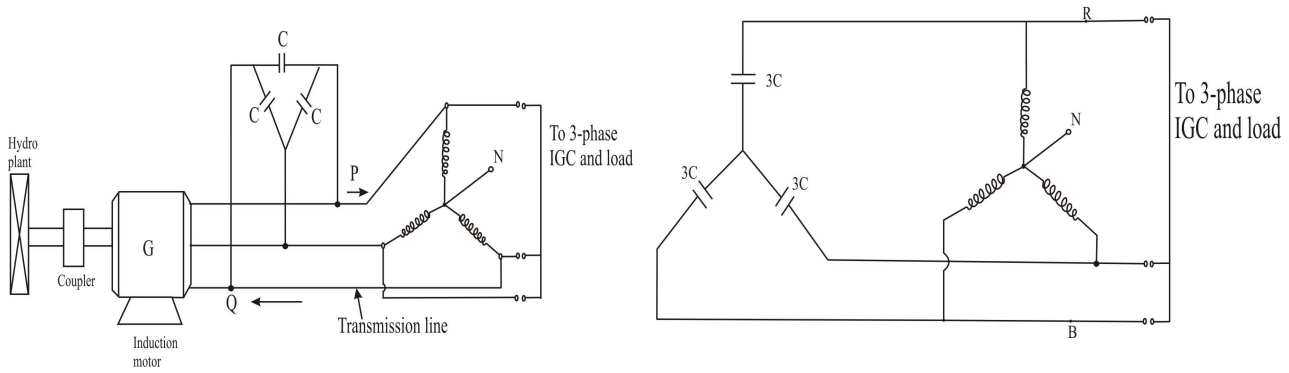 C
C
C
Hydro
plant
P
N
To 3-phase
IGC and load
G
Coupler
Q
Transmission line
Induction
motor
R
3C
To 3-phase
IGC and load
N
3C
3C
B